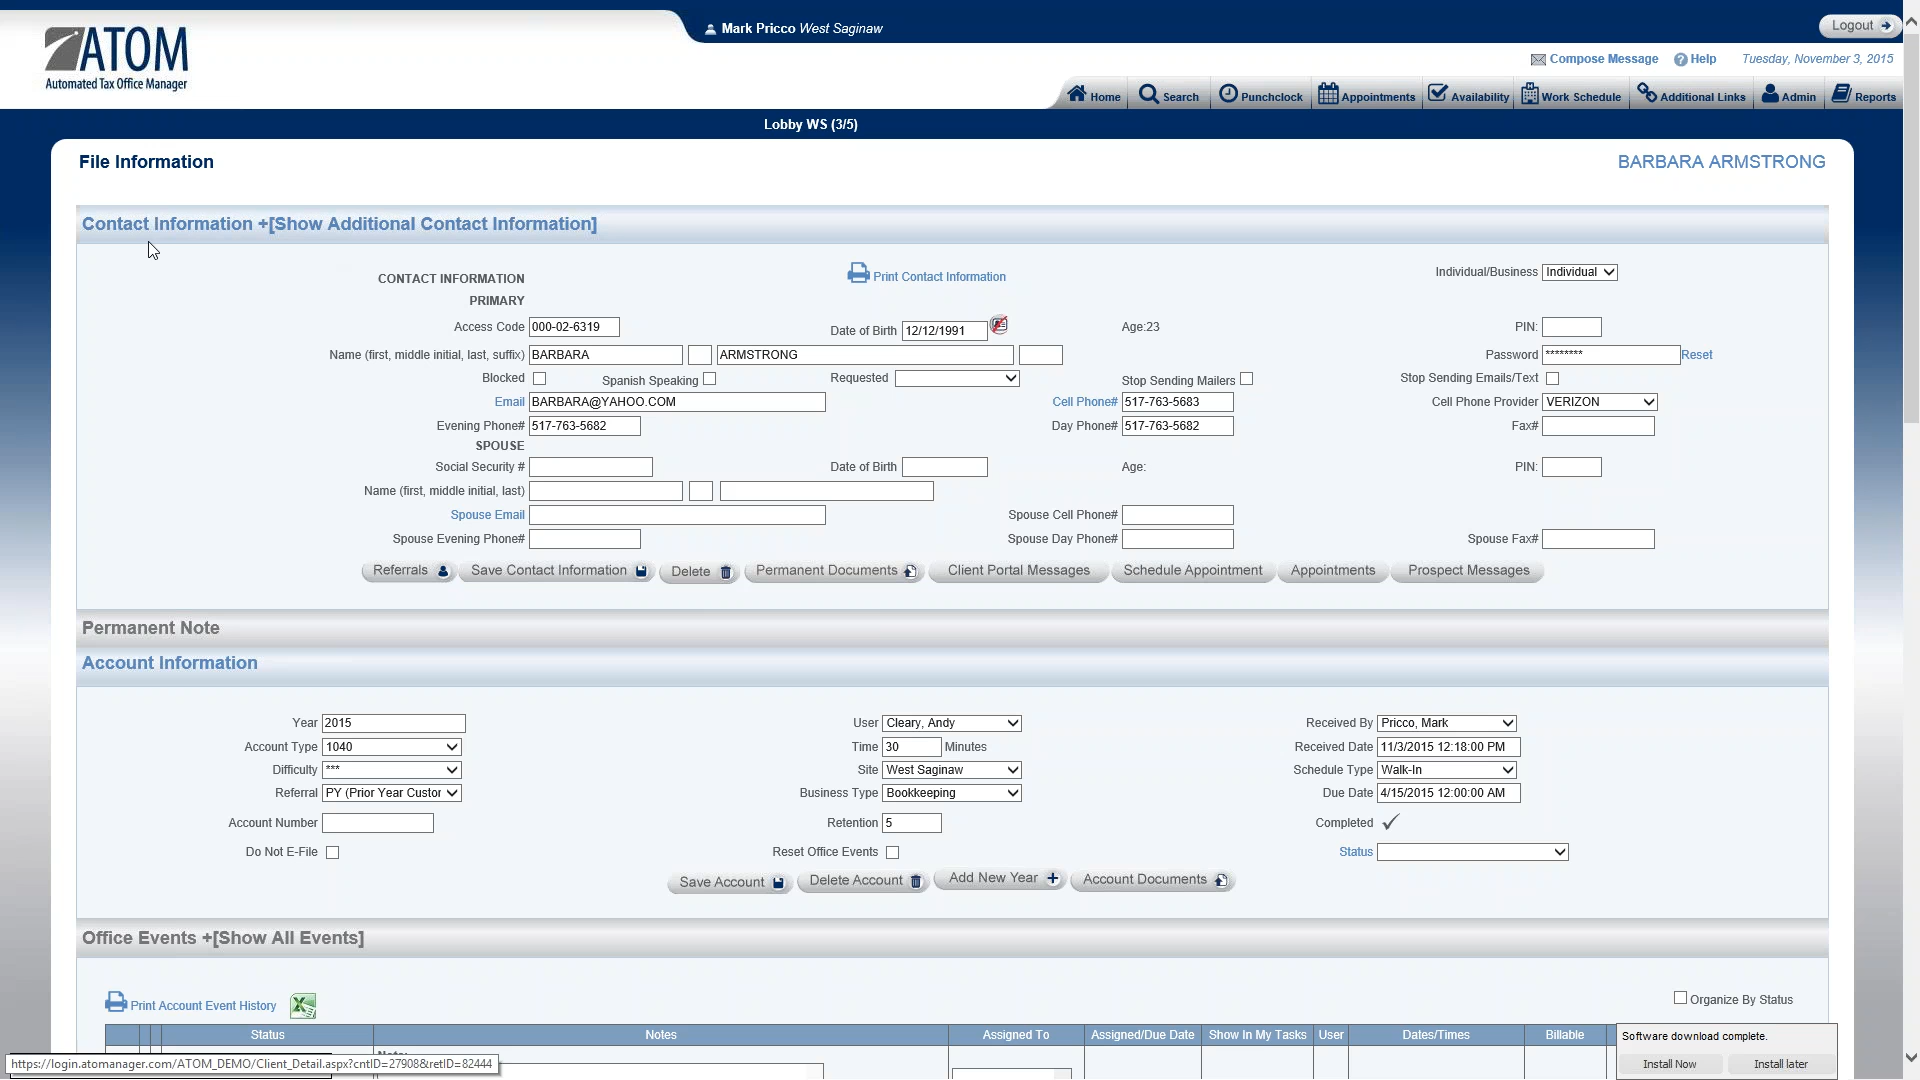 ATOM
Automated Tax Office Manager
Mark Pricco West Saginaw
Logout
Compose Message Help Tuesday, November 3, 2015
Home Search Punchclock Appointments Availability Work Schedule Additional Links Admin Reports
Lobby WS (3/5)
File Information BARBARA ARMSTRONG
Contact Information +[Show Additional Contact Information]
CONTACT INFORMATION Print Contact Information Individual/Business Individual
PRIMARY
Access Code 000-02-6319 Date of Birth 12/12/1991 Age:23 PIN:
Name (first, middle initial, last, suffix) BARBARA ARMSTRONG Password ******** Reset
Blocked Spanish Speaking Requested Stop Sending Mailers Stop Sending Emails/Text
Email BARBARA@YAHOO.COM Cell Phone# 517-763-5683 Cell Phone Provider VERIZON
Evening Phone# 517-763-5682 Day Phone# 517-763-5682 Fax#
SPOUSE
Social Security # Date of Birth Age: PIN:
Name (first, middle initial, last)
Spouse Email Spouse Cell Phone#
Spouse Evening Phone# Spouse Day Phone# Spouse Fax#
Referrals Save Contact Information Delete Permanent Documents Client Portal Messages Schedule Appointment Appointments Prospect Messages
Permanent Note
Account Information
Year 2015 User Cleary, Andy Received By Pricco, Mark
Account Type 1040 Time 30 Minutes Received Date 11/3/2015 12:18:00 PM
Difficulty *** Site West Saginaw Schedule Type Walk-In
Referral PY (Prior Year Custor Business Type Bookkeeping Due Date 4/15/2015 12:00:00 AM
Account Number Retention 5 Completed
Do Not E-File Reset Office Events Status
Save Account Delete Account Add New Year Account Documents
Office Events +[Show All Events]
Print Account Event History Organize By Status
Status Notes Assigned To Assigned/Due Date Show In My Tasks User Dates/Times Billable
Software download complete.
Install Now Install later
https://login.atomanager.com/ATOM_DEMO/Client_Detail.aspx?cntID=27908&retID=82444